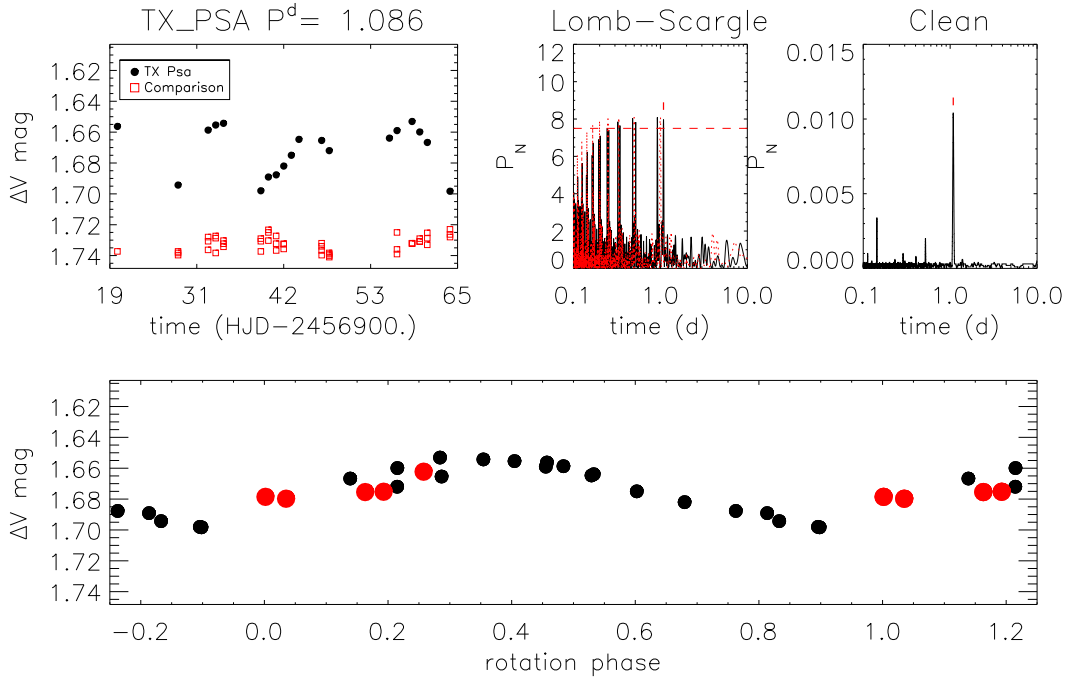 TX_PSA P^d= 1.086
Lomb-Scargle
Clean
TX Psa
Comparison
1.62
1.64
1.66
1.68
1.70
1.72
1.74
ΔV mag
19 31 42 53 65
time (HJD-2456900.)
12
10
8
6
4
2
0
P_N
0.1 1.0 10.0
time (d)
0.015
0.010
0.005
0.000
P_N
0.1 1.0 10.0
time (d)
1.62
1.64
1.66
1.68
1.70
1.72
1.74
ΔV mag
-0.2 0.0 0.2 0.4 0.6 0.8 1.0 1.2
rotation phase